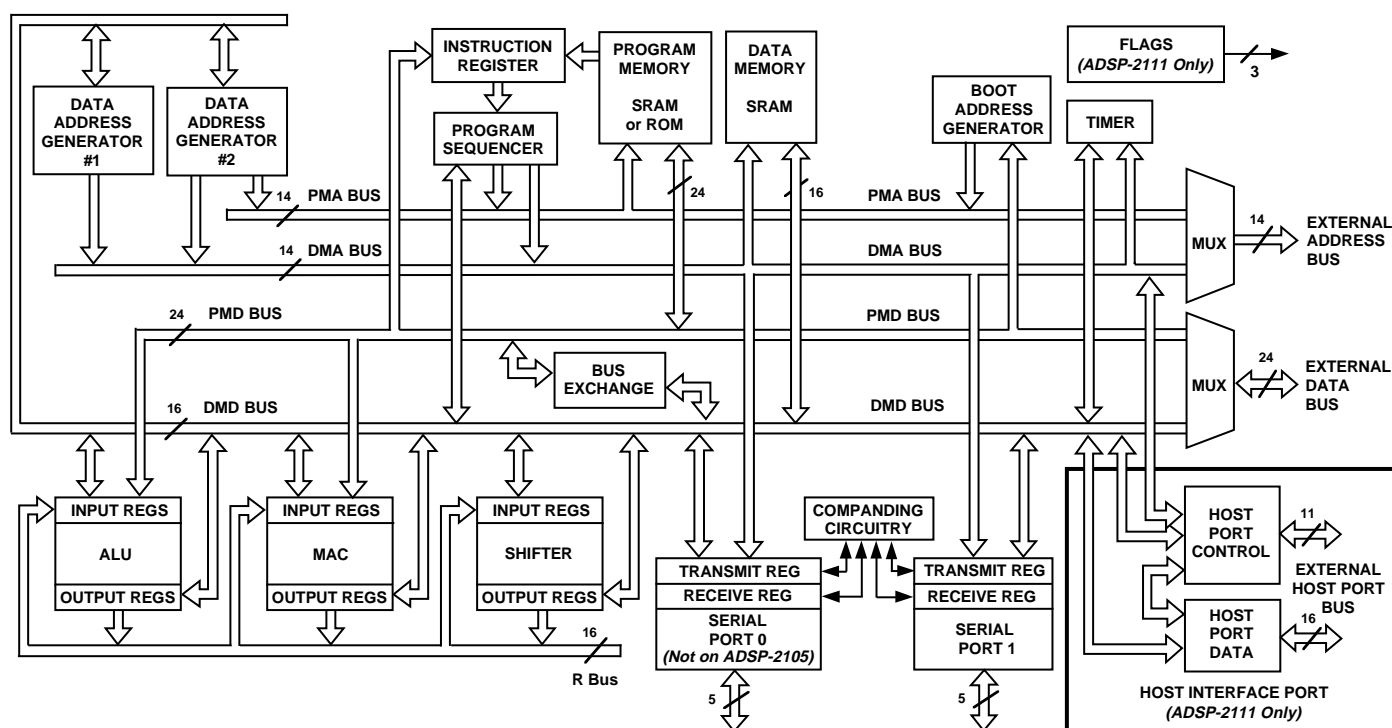 INSTRUCTION
REGISTER
PROGRAM
MEMORY
SRAM
or ROM
DATA
MEMORY
SRAM
FLAGS
(ADSP-2111 Only)
3
DATA
ADDRESS
GENERATOR
#1
DATA
ADDRESS
GENERATOR
#2
PROGRAM
SEQUENCER
BOOT
ADDRESS
GENERATOR
TIMER
14
PMA BUS
24
16
PMA BUS
14
DMA BUS
DMA BUS
MUX
14
EXTERNAL
ADDRESS
BUS
24
PMD BUS
PMD BUS
BUS
EXCHANGE
MUX
24
EXTERNAL
DATA
BUS
16
DMD BUS
DMD BUS
INPUT REGS
ALU
OUTPUT REGS
INPUT REGS
MAC
OUTPUT REGS
INPUT REGS
SHIFTER
OUTPUT REGS
16
R Bus
COMPANDING
CIRCUITRY
TRANSMIT REG
RECEIVE REG
SERIAL
PORT 0
(Not on ADSP-2105)
5
TRANSMIT REG
RECEIVE REG
SERIAL
PORT 1
5
HOST
PORT
CONTROL
11
EXTERNAL
HOST PORT
BUS
HOST
PORT
DATA
16
HOST INTERFACE PORT
(ADSP-2111 Only)